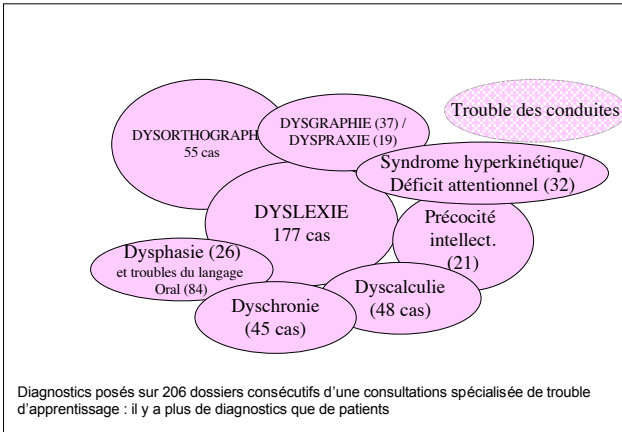 Trouble des conduites
DYSORTHOGRAPH
55 cas
DYSGRAPHIE (37) /
DYSPRAXIE (19)
Syndrome hyperkinétique/
Déficit attentionnel (32)
DYSLEXIE
177 cas
Précocité
intellect.
(21)
Dysphasie (26)
et troubles du langage
Oral (84)
Dyscalculie
(48 cas)
Dyschronie
(45 cas)
Diagnostics posés sur 206 dossiers consécutifs d'une consultations spécialisée de trouble
d'apprentissage : il y a plus de diagnostics que de patients